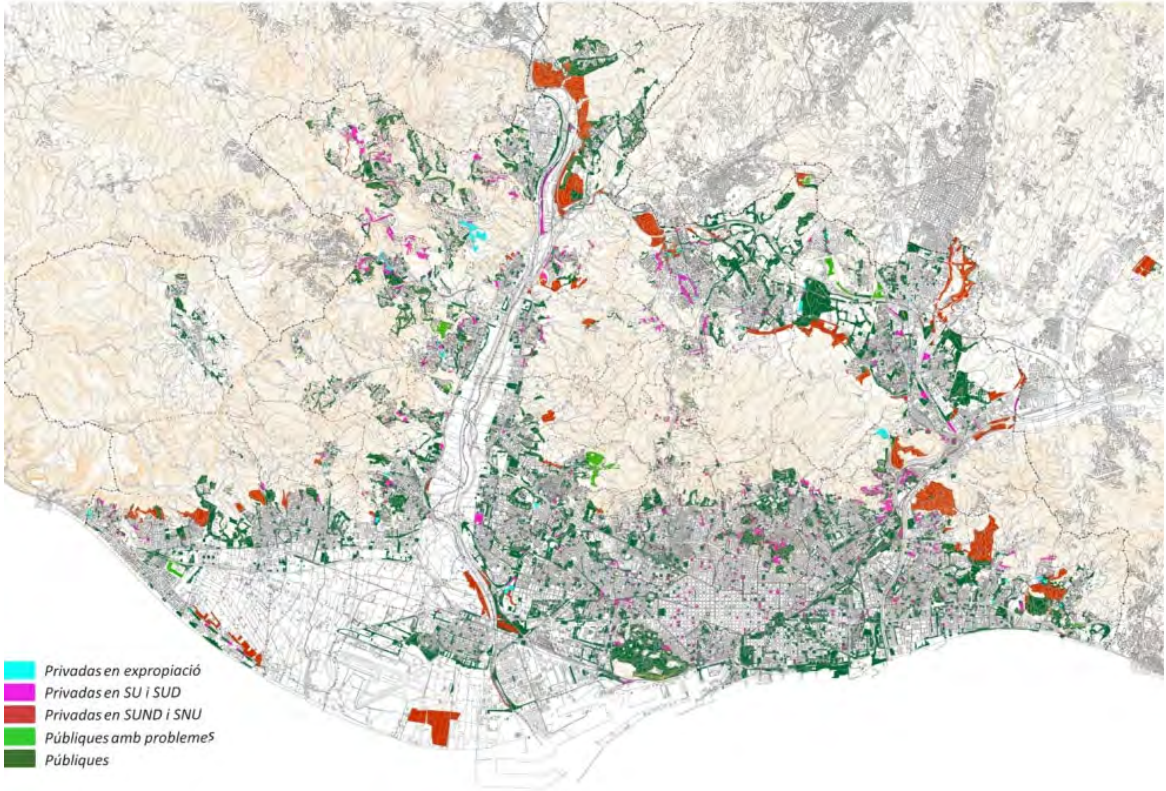 Privadas en expropiació
Privadas en SU i SUD
Privadas en SUND i SNU
Públiques amb problemes
Públiques